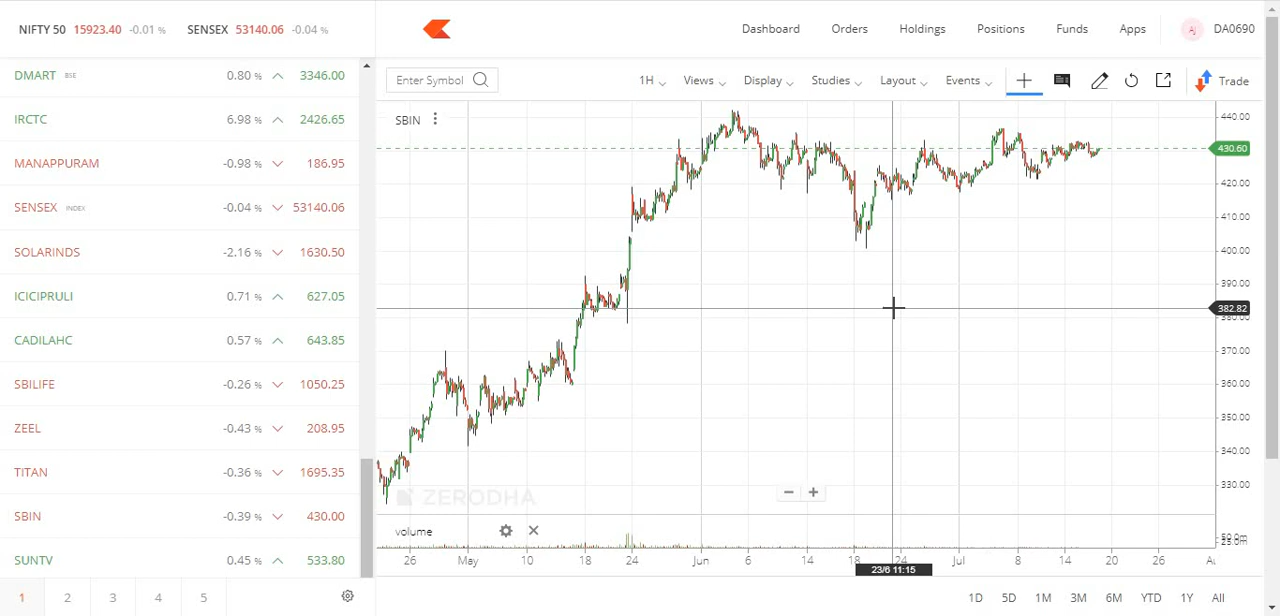 NIFTY 50 15923.40 -0.01 % SENSEX 53140.06 -0.04 %
Dashboard Orders Holdings Positions Funds Apps AJ DA0690
DMART BSE 0.80 % 3346.00
IRCTC 6.98 % 2426.65
MANAPPURAM -0.98 % 186.95
SENSEX INDEX -0.04 % 53140.06
SOLARINDS -2.16 % 1630.50
ICICIPRULI 0.71 % 627.05
CADILAHC 0.57 % 643.85
SBILIFE -0.26 % 1050.25
ZEEL -0.43 % 208.95
TITAN -0.36 % 1695.35
SBIN -0.39 % 430.00
SUNTV 0.45 % 533.80
1 2 3 4 5
Enter Symbol 1H Views Display Studies Layout Events Trade
SBIN
440.00
430.60
420.00
410.00
400.00
390.00
382.82
380.00
370.00
360.00
350.00
340.00
330.00
ZERODHA
volume
50.0m
25.0m
26 May 10 18 24 Jun 6 14 18 24 Jul 8 14 20 26
23/6 11:15
1D 5D 1M 3M 6M YTD 1Y All